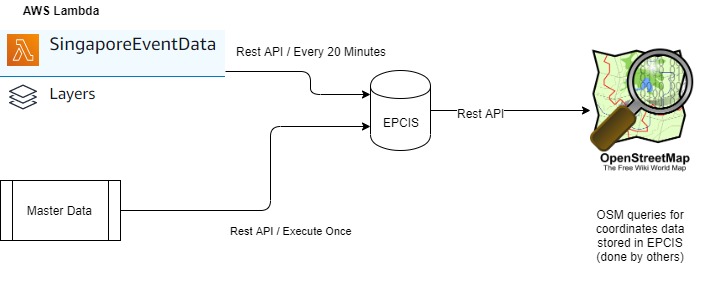 AWS Lambda
SingaporeEventData
Layers
Rest API / Every 20 Minutes
EPCIS
Rest API
Master Data
Rest API / Execute Once
OpenStreetMap
The Free Wiki World Map
OSM queries for
coordinates data
stored in EPCIS
(done by others)